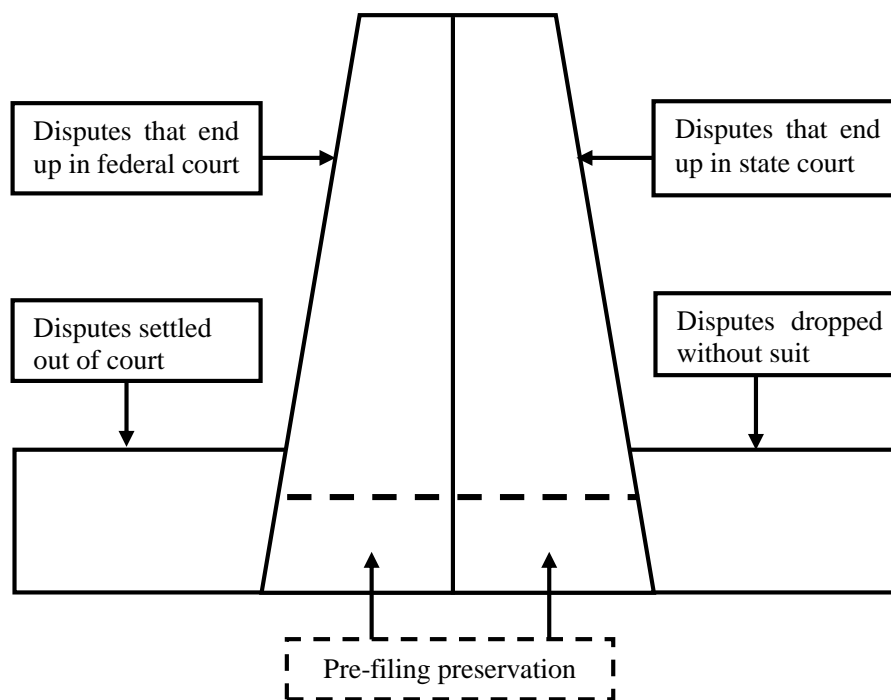 Disputes that end
up in federal court
Disputes that end
up in state court
Disputes settled
out of court
Disputes dropped
without suit
Pre-filing preservation